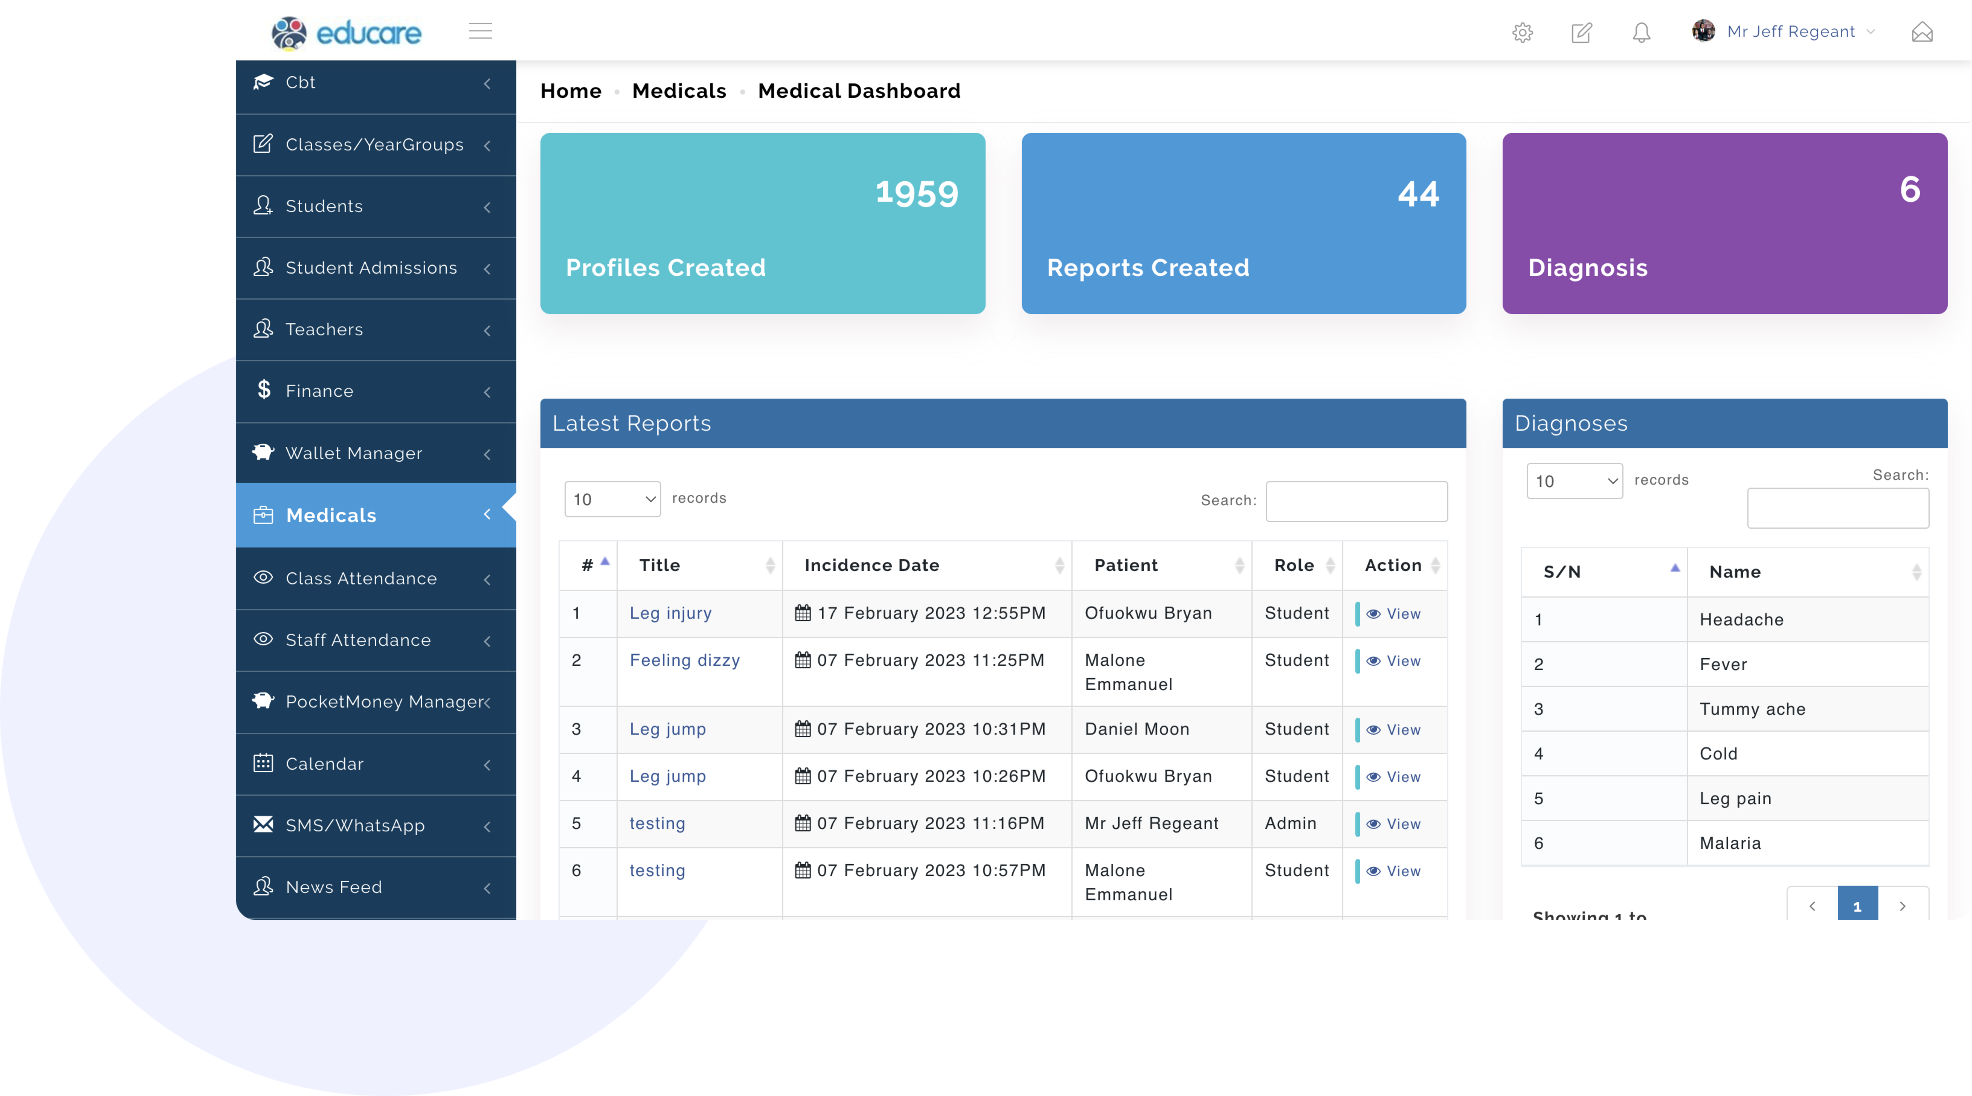 educare
Mr Jeff Regeant
Cbt
Classes/YearGroups
Students
Student Admissions
Teachers
Finance
Wallet Manager
Medicals
Class Attendance
Staff Attendance
PocketMoney Manager
Calendar
SMS/WhatsApp
News Feed
Home • Medicals • Medical Dashboard
1959
Profiles Created
44
Reports Created
6
Diagnosis
Latest Reports
10 records Search:
# Title Incidence Date Patient Role Action
1 Leg injury 17 February 2023 12:55PM Ofuokwu Bryan Student View
2 Feeling dizzy 07 February 2023 11:25PM Malone Student View
Emmanuel
3 Leg jump 07 February 2023 10:31PM Daniel Moon Student View
4 Leg jump 07 February 2023 10:26PM Ofuokwu Bryan Student View
5 testing 07 February 2023 11:16PM Mr Jeff Regeant Admin View
6 testing 07 February 2023 10:57PM Malone Student View
Emmanuel
Diagnoses
10 records Search:
S/N Name
1 Headache
2 Fever
3 Tummy ache
4 Cold
5 Leg pain
6 Malaria
Showing 1 to
1